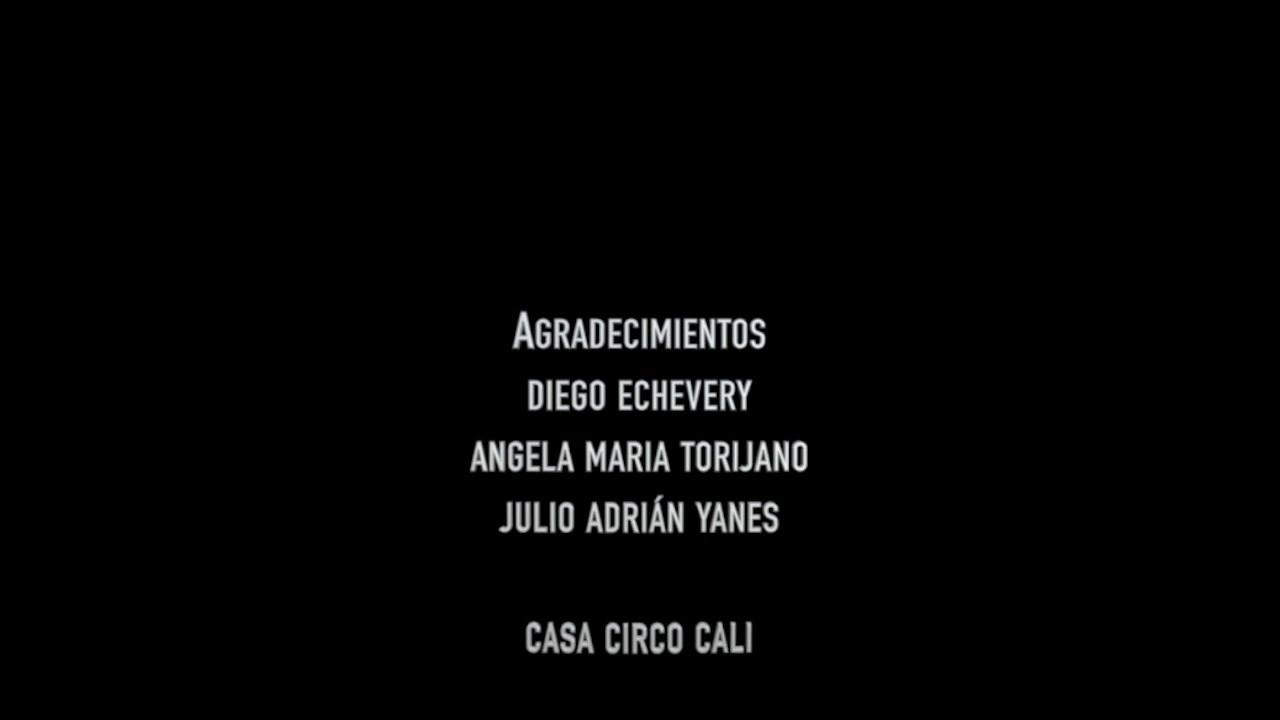 AGRADECIMIENTOS
DIEGO ECHEVERY
ANGELA MARIA TORIJANO
JULIO ADRIÁN YANES
CASA CIRCO CALI